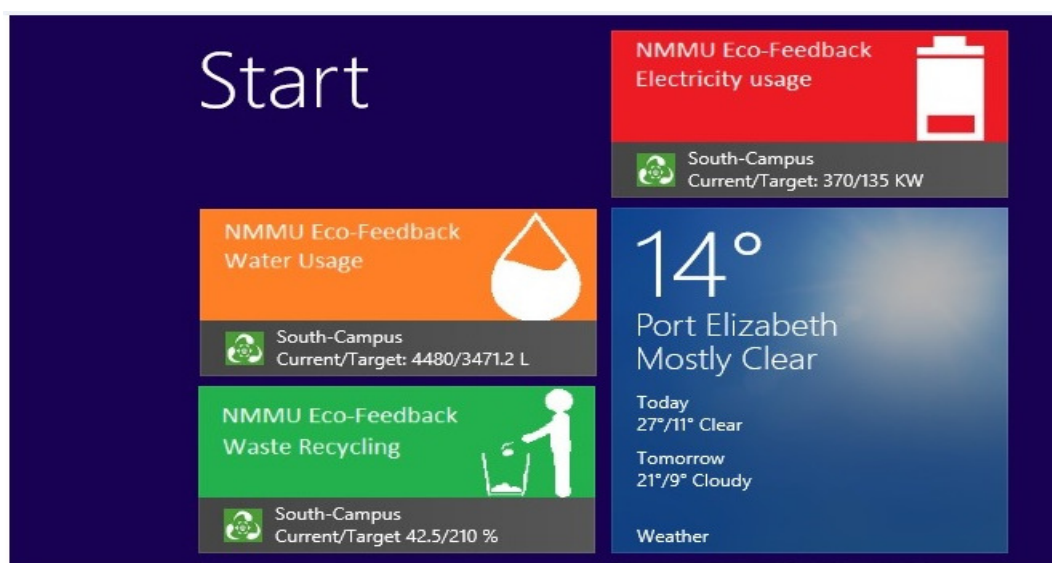 Start
NMMU Eco-Feedback
Electricity usage
South-Campus
Current/Target: 370/135 KW
NMMU Eco-Feedback
Water Usage
South-Campus
Current/Target: 4480/3471.2 L
NMMU Eco-Feedback
Waste Recycling
South-Campus
Current/Target 42.5/210 %
14°
Port Elizabeth
Mostly Clear
Today
27°/11° Clear
Tomorrow
21°/9° Cloudy
Weather